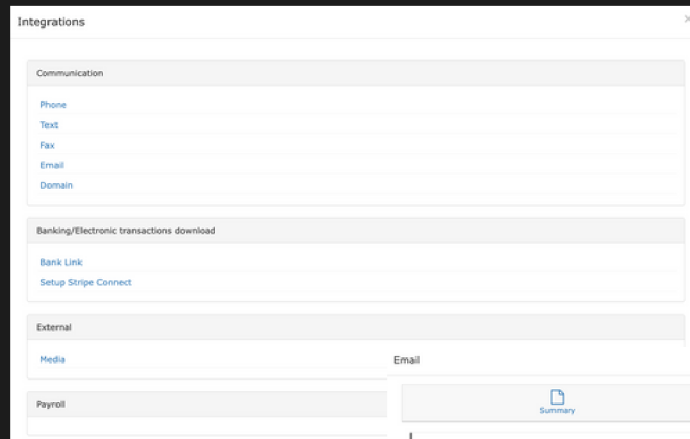 Integrations
Communication
Phone
Text
Fax
Email
Domain
Banking/Electronic transactions download
Bank Link
Setup Stripe Connect
External
Media
Email
Payroll
Summary